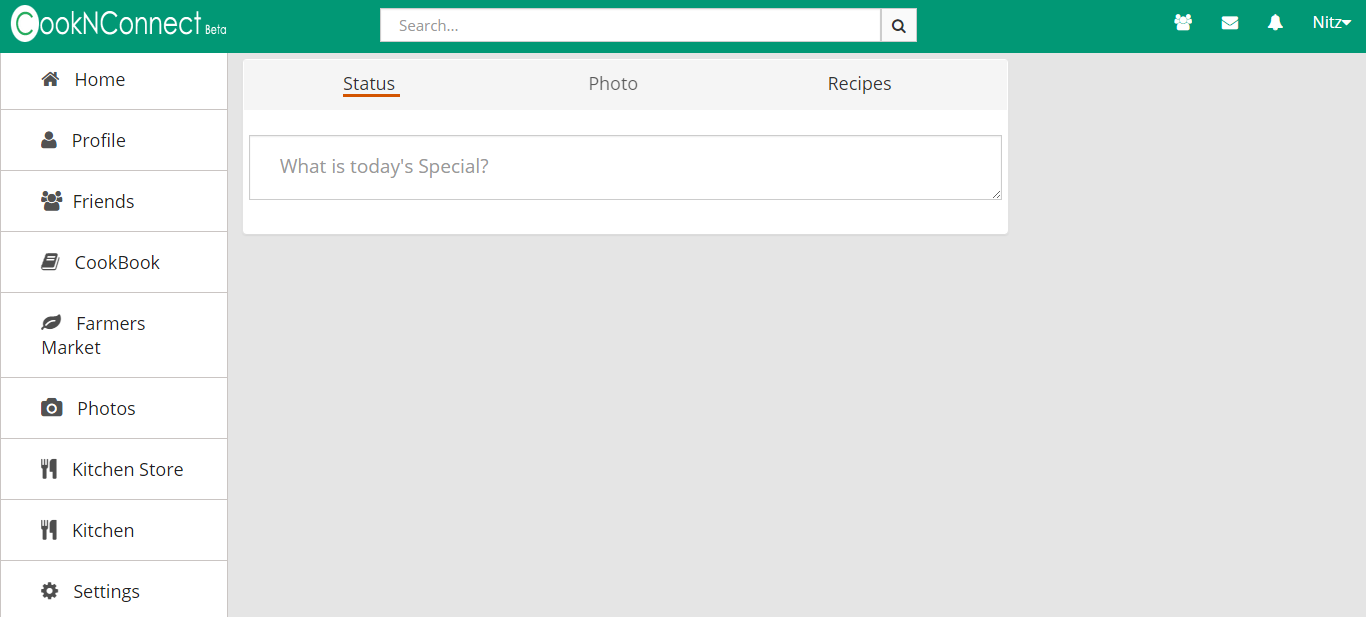 CookNConnect Beta
Search...
Nitz
Home
Profile
Friends
CookBook
Farmers
Market
Photos
Kitchen Store
Kitchen
Settings
Status Photo Recipes
What is today's Special?